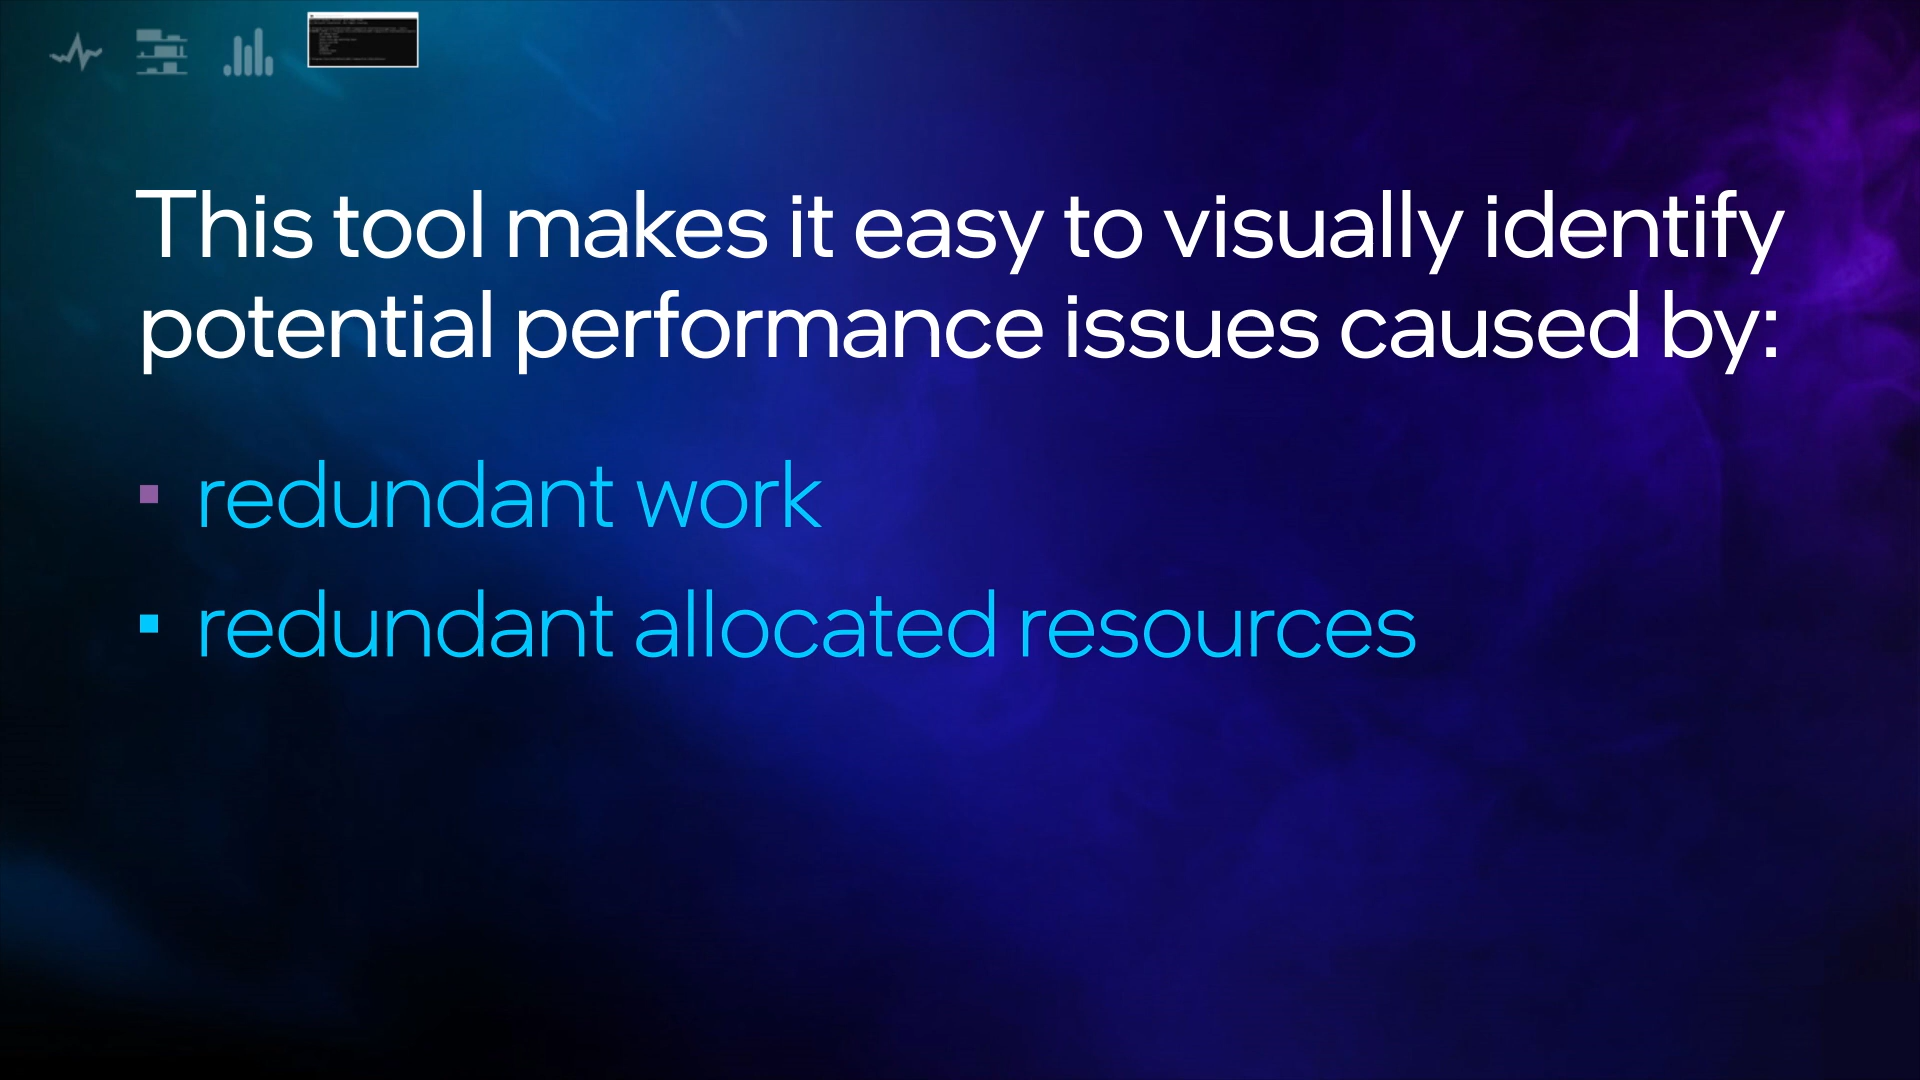 This tool makes it easy to visually identify
potential performance issues caused by:
redundant work
redundant allocated resources